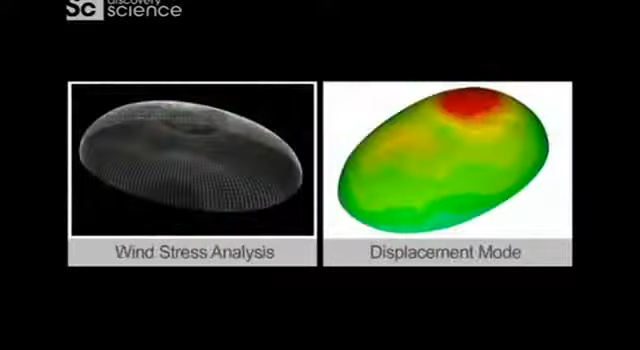 Sc discovery
science
Wind Stress Analysis
Displacement Mode